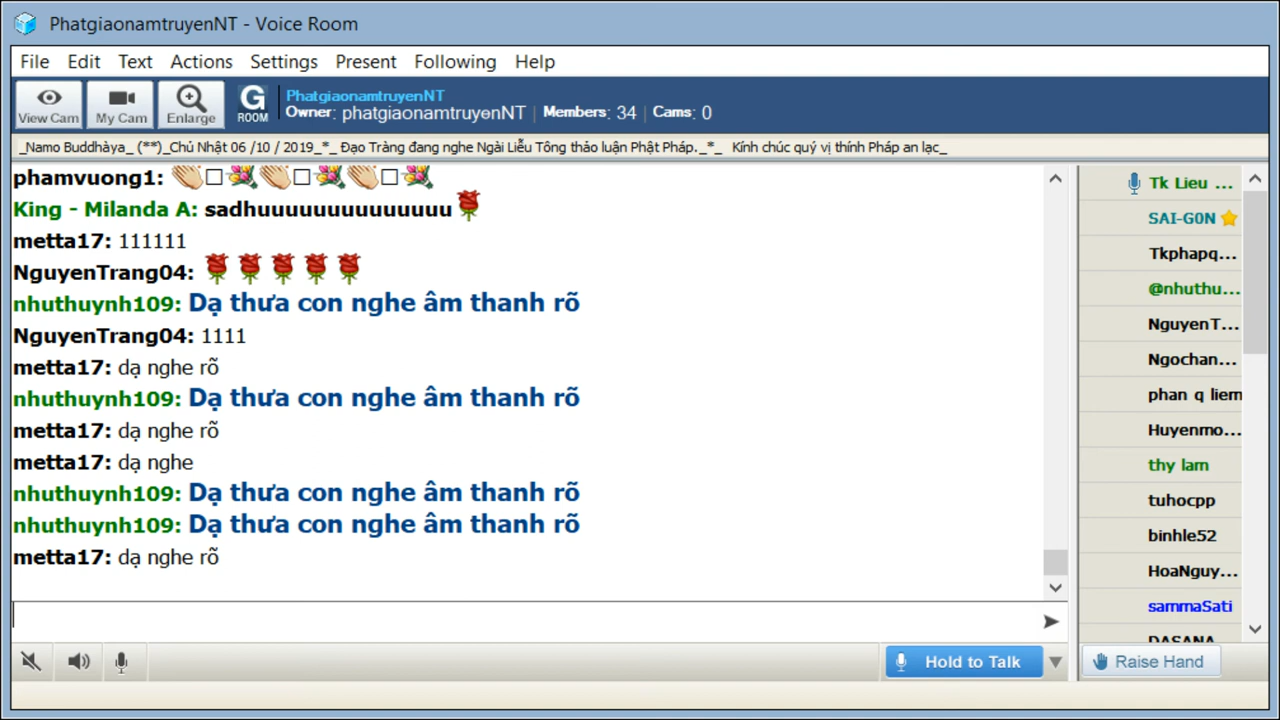 PhatgiaonamtruyenNT - Voice Room
File Edit Text Actions Settings Present Following Help
View Cam My Cam Enlarge G ROOM
PhatgiaonamtruyenNT
Owner: phatgiaonamtruyenNT | Members: 34 | Cams: 0
_Namo Buddhàya_ (**)_Chủ Nhật 06 /10 / 2019_*_ Đạo Tràng đang nghe Ngài Liễu Tông thảo luận Phật Pháp._*_ Kính chúc quý vị thính Pháp an lạc_
phamvuong1:
King - Milanda A: sadhuuuuuuuuuuuuuu
metta17: 111111
NguyenTrang04:
nhuthuynh109: Dạ thưa con nghe âm thanh rõ
NguyenTrang04: 1111
metta17: dạ nghe rõ
nhuthuynh109: Dạ thưa con nghe âm thanh rõ
metta17: dạ nghe rõ
metta17: dạ nghe
nhuthuynh109: Dạ thưa con nghe âm thanh rõ
nhuthuynh109: Dạ thưa con nghe âm thanh rõ
metta17: dạ nghe rõ
Hold to Talk
Tk Lieu ...
SAI-G0N
Tkphapq...
@nhuthu...
NguyenT...
Ngochan...
phan q liem
Huyenmo...
thy lam
tuhocpp
binhle52
HoaNguy...
sammaSati
DASANA
Raise Hand